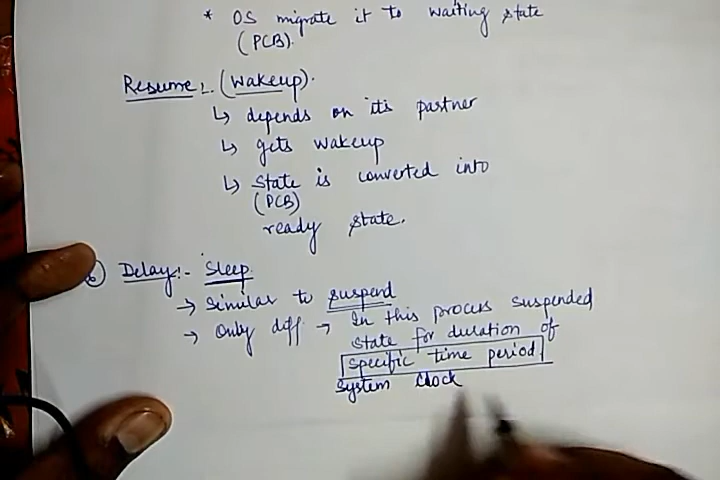 * OS migrate it to waiting state
(PCB).
Resume :- (Wakeup).
↳ depends on its partner
↳ gets wakeup
↳ State is converted into
(PCB)
ready state.
6) Delay :- Sleep
→ Similar to suspend
→ Only diff → In this process suspended
state for duration of
specific time period
System Clock